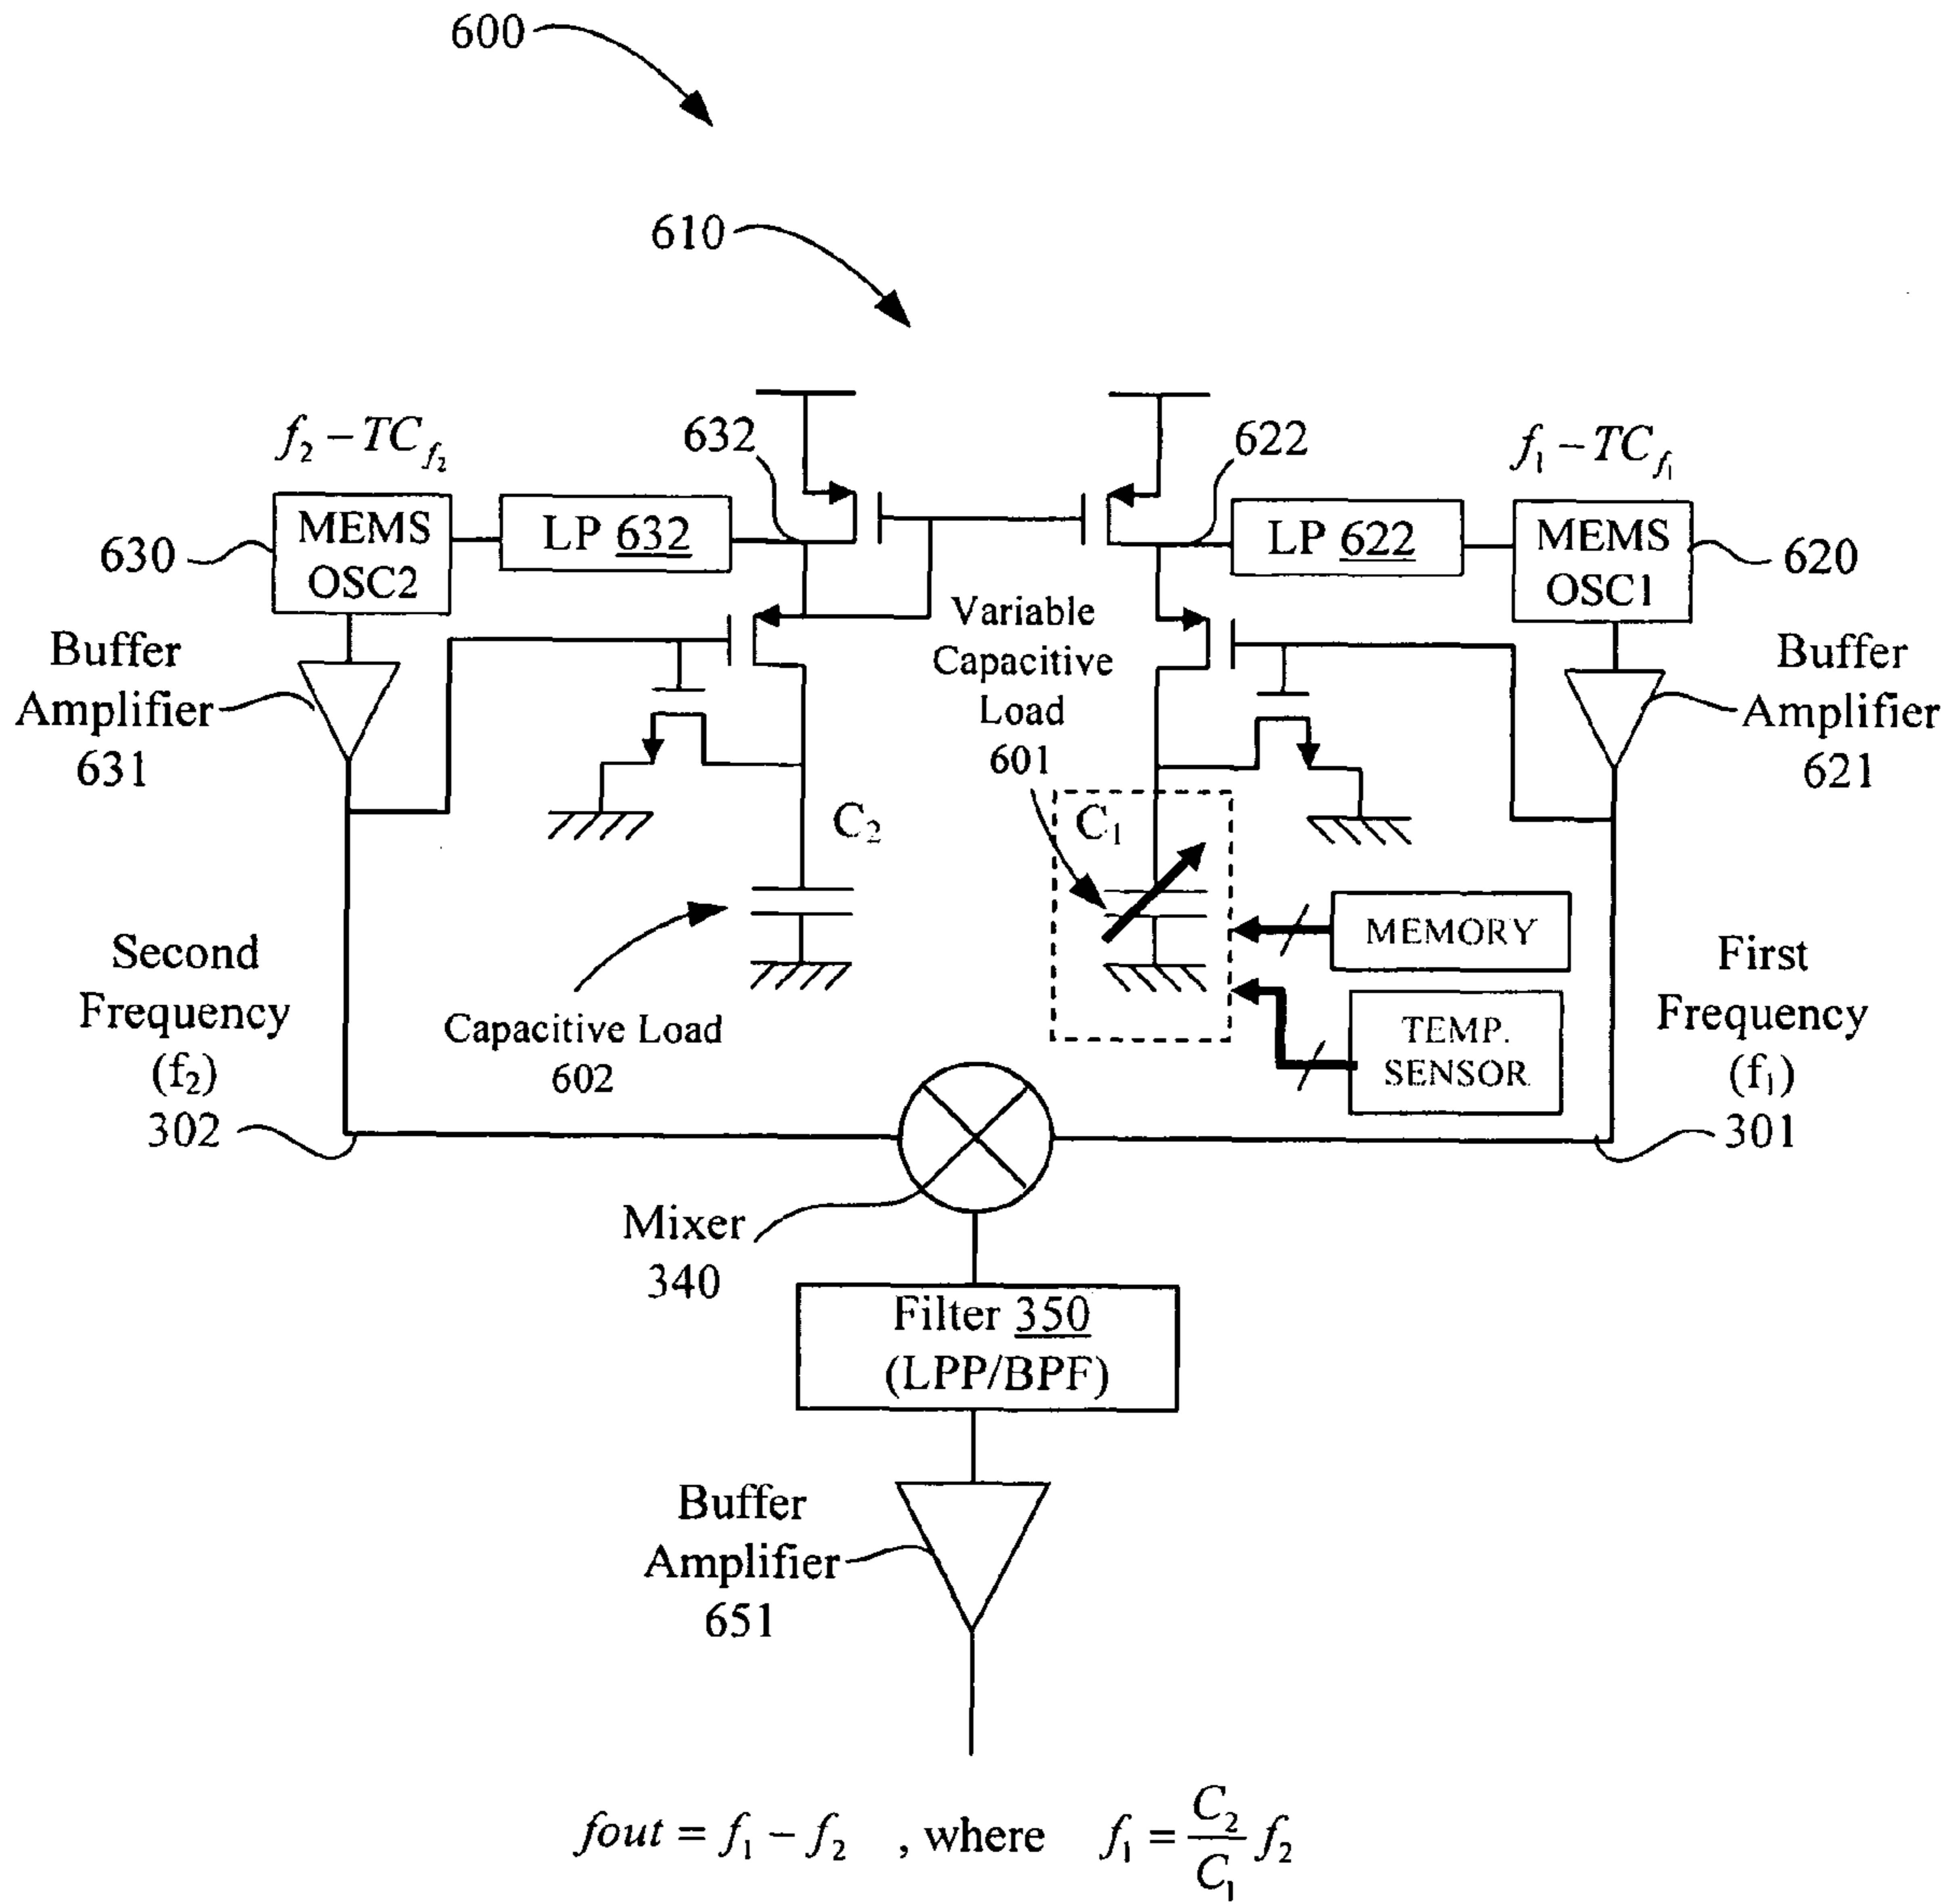 600
610
632
622
f₂ – TC_f₂
f₁ – TC_f₁
MEMS
OSC2
LP 632
LP 622
MEMS
OSC1
630
620
Buffer
Amplifier
631
Variable
Capacitive
Load
601
Buffer
Amplifier
621
C₂
C₁
MEMORY
Second
Frequency
(f₂)
302
Capacitive Load
602
TEMP.
SENSOR
First
Frequency
(f₁)
301
Mixer
340
Filter 350
(LPP/BPF)
Buffer
Amplifier
651
fout = f₁ – f₂ , where f₁ = C₂/C₁ f₂